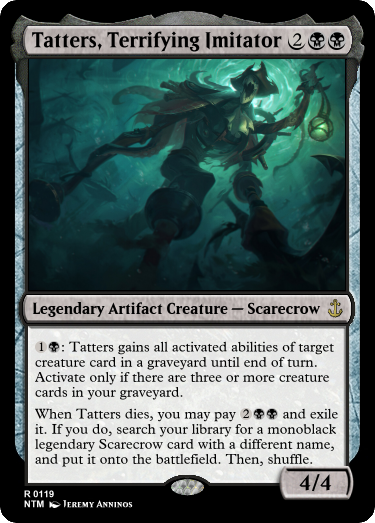 Tatters, Terrifying Imitator 2
Legendary Artifact Creature — Scarecrow
1: Tatters gains all activated abilities of target
creature card in a graveyard until end of turn.
Activate only if there are three or more creature
cards in your graveyard.
When Tatters dies, you may pay 2 and exile
it. If you do, search your library for a monoblack
legendary Scarecrow card with a different name,
and put it onto the battlefield. Then, shuffle.
4/4
R 0119
NTM Jeremy Anninos